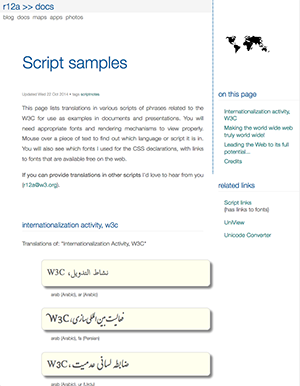 r12a >> docs
blog docs maps apps photos
Script samples
Updated Wed 22 Oct 2014 • tags scriptnotes
This page lists translations in various scripts of phrases related to the
W3C for use as examples in documents and presentations. You will
need appropriate fonts and rendering mechanisms to view properly.
Mouse over a piece of text to find out which language or script it is in.
You will also see which fonts I used for the CSS declarations, with links
to fonts that are available free on the web.
If you can provide translations in other scripts I'd love to hear from you
(r12a@w3.org).
internationalization activity, w3c
Translations of: "Internationalization Activity, W3C"
نشاط التدويل، W3C
arab (Arabic), ar (Arabic)
فعالیت بین‌المللی‌سازی، W3C
arab (Arabic), fa (Persian)
ضابطہ لسانی عدمیت، W3C
arab (Arabic), ur (Urdu)
on this page
Internationalization activity,
W3C
Making the world wide web
truly world wide!
Leading the Web to its full
potential...
Credits
related links
Script links
(has links to fonts)
UniView
Unicode Converter